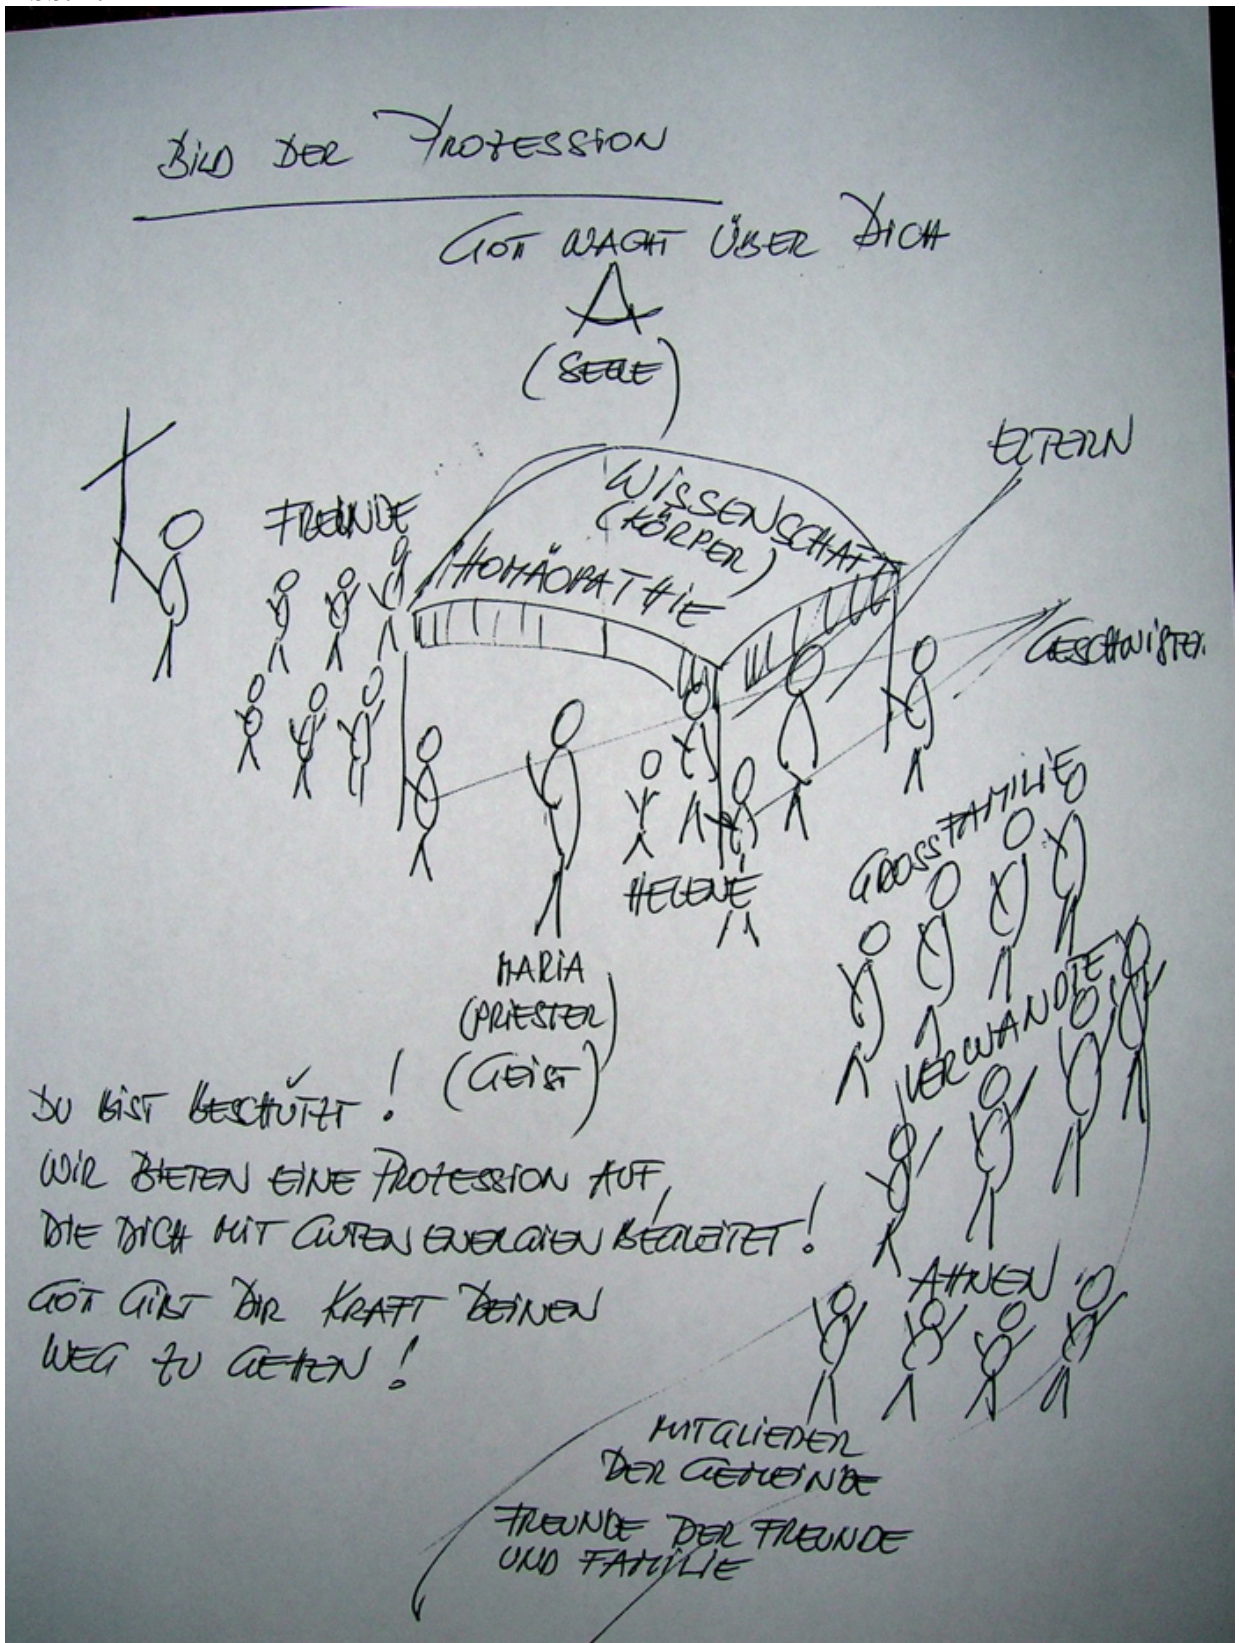 BILD DER PROZESSION
GOTT WACHT ÜBER DICH
(SEELE)
ELTERN
FREUNDE
WISSENSCHAFT
(KÖRPER)
HOMÖOPATHIE
GESCHWISTER
GROSSFAMILIE
HELENE
MARIA
(PRIESTER)
(GEIST)
VERWANDTE
DU BIST BESCHÜTZT!
WIR BIETEN EINE PROZESSION AUF,
DIE DICH MIT GUTEN ENERGIEN BEGLEITET!
GOTT GIBT DIR KRAFT DEINEN
WEG ZU GEHEN!
AHNEN
MITGLIEDER
DER GEMEINDE
FREUNDE DER FREUNDE
UND FAMILIE